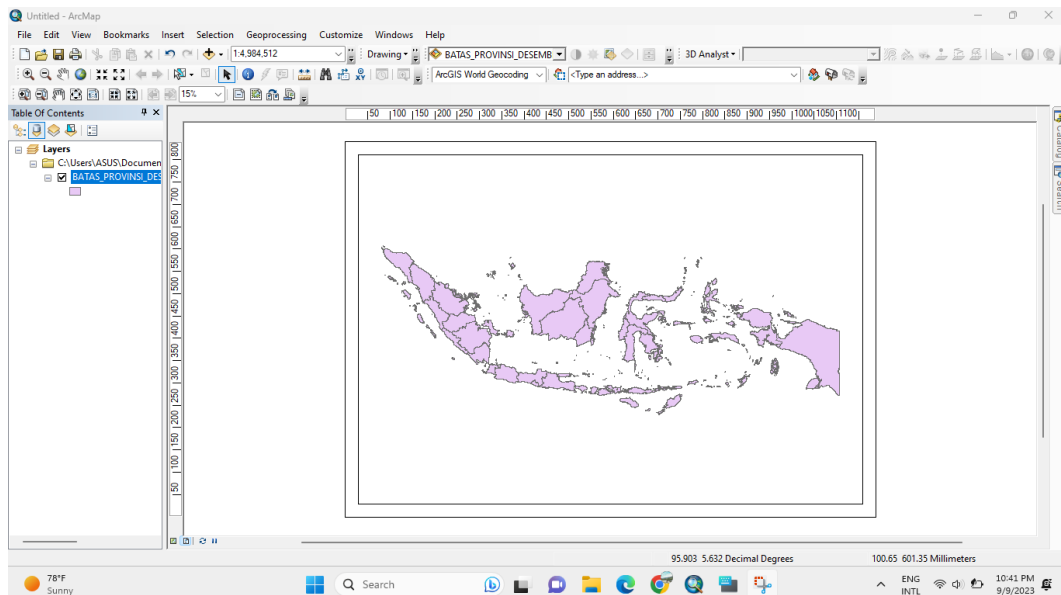 Untitled - ArcMap
File Edit View Bookmarks Insert Selection Geoprocessing Customize Windows Help
1:4,984,512 Drawing BATAS_PROVINSI_DESEMB 3D Analyst
ArcGIS World Geocoding <Type an address...>
15%
Table Of Contents
Layers
C:\Users\ASUS\Documen
BATAS_PROVINSI_DES
|50 |100 |150 |200 |250 |300 |350 |400 |450 |500 |550 |600 |650 |700 |750 |800 |850 |900 |950 |1000|1050|1100|
|50 |100 |150 |200 |250 |300 |350 |400 |450 |500 |550 |600 |650 |700 |750 |800
Catalog
Search
95.903 5.632 Decimal Degrees 100.65 601.35 Millimeters
78°F
Sunny
Search
ENG
INTL
10:41 PM
9/9/2023